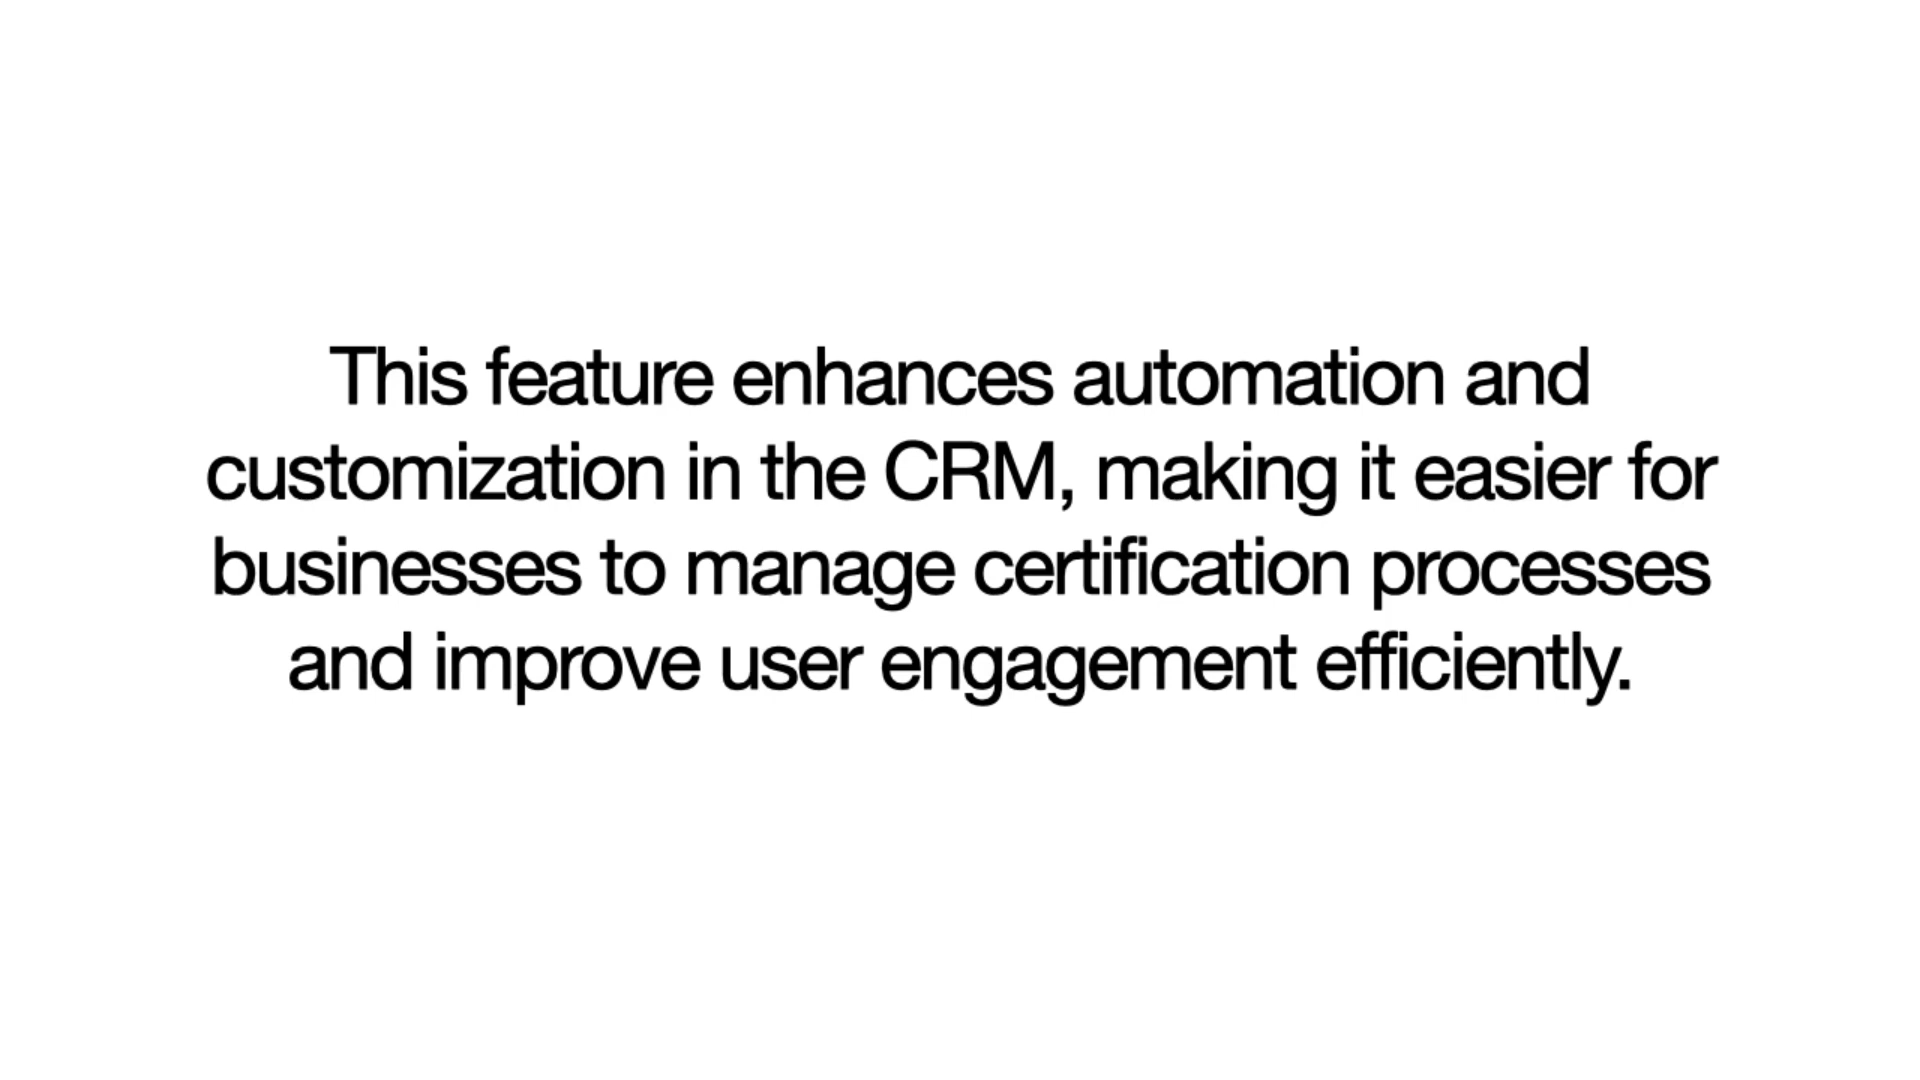 This feature enhances automation and
customization in the CRM, making it easier for
businesses to manage certification processes
and improve user engagement efficiently.